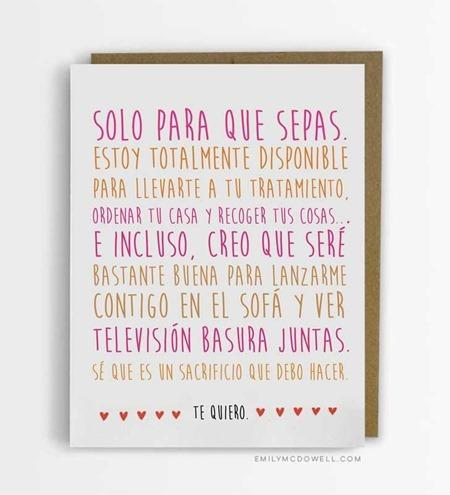 SOLO PARA QUE SEPAS.
ESTOY TOTALMENTE DISPONIBLE
PARA LLEVARTE A TU TRATAMIENTO,
ORDENAR TU CASA Y RECOGER TUS COSAS...
E INCLUSO, CREO QUE SERÉ
BASTANTE BUENA PARA LANZARME
CONTIGO EN EL SOFÁ Y VER
TELEVISIÓN BASURA JUNTAS.
SÉ QUE ES UN SACRIFICIO QUE DEBO HACER.
TE QUIERO.
EMILYMCDOWELL.COM